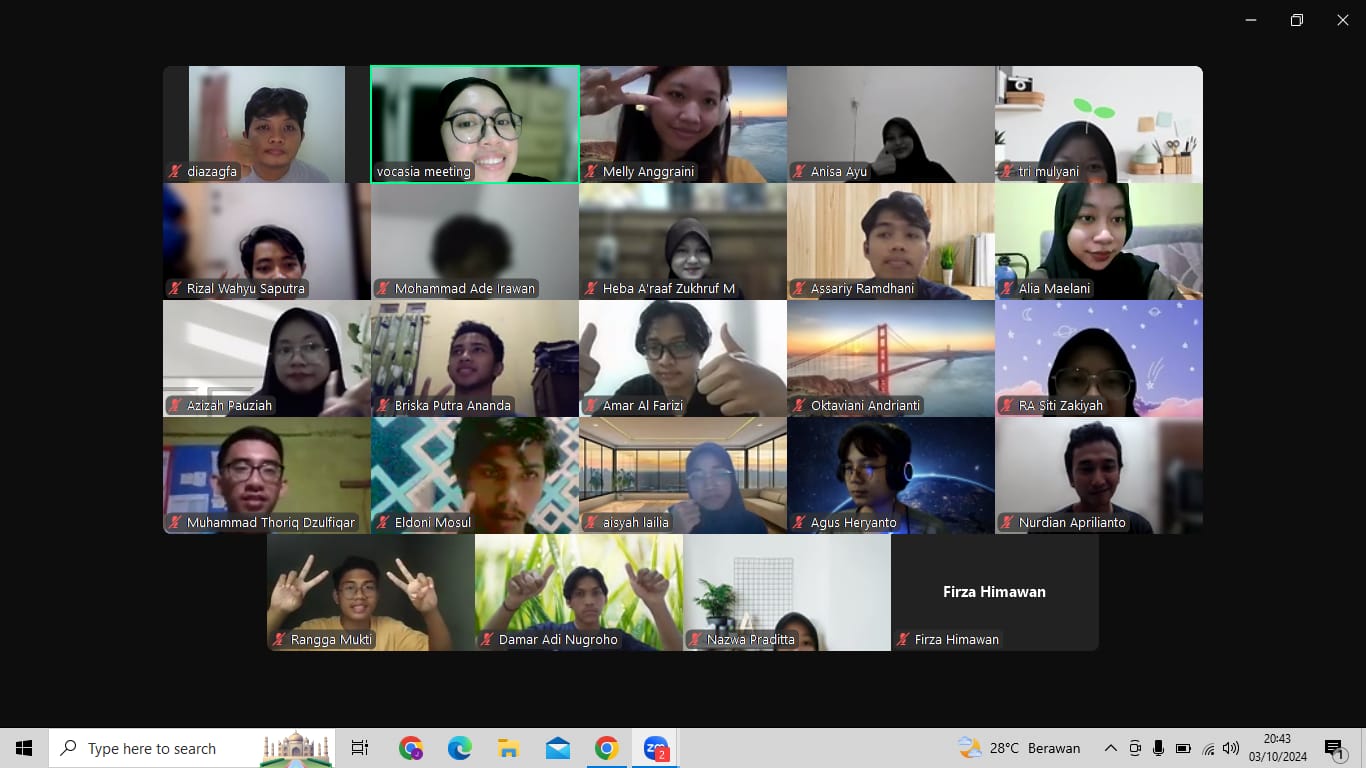 diazagfa
vocasia meeting
Melly Anggraini
Anisa Ayu
tri mulyani
Rizal Wahyu Saputra
Mohammad Ade Irawan
Heba A'raaf Zukhruf M
Assariy Ramdhani
Alia Maelani
Azizah Pauziah
Briska Putra Ananda
Amar Al Farizi
Oktaviani Andrianti
RA Siti Zakiyah
Muhammad Thoriq Dzulfiqar
Eldoni Mosul
aisyah lailia
Agus Heryanto
Nurdian Aprilianto
Rangga Mukti
Damar Adi Nugroho
Nazwa Praditta
Firza Himawan
Firza Himawan
Type here to search
2
28°C Berawan
20:43
03/10/2024
1